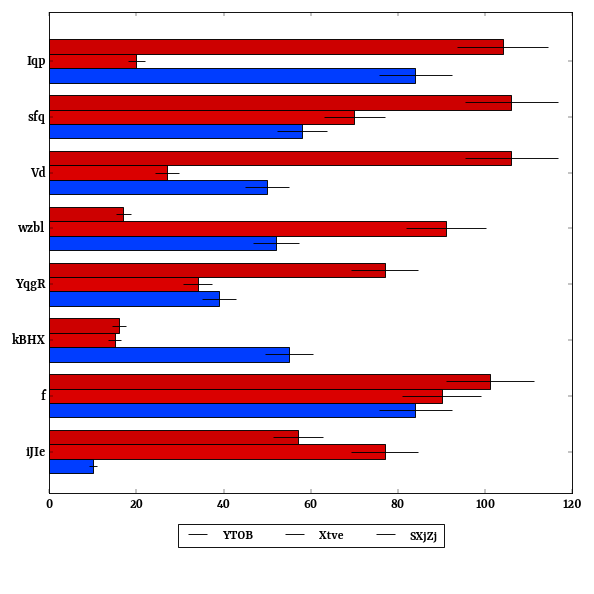 Iqp
sfq
Vd
wzbl
YqgR
kBHX
f
iJIe
0 20 40 60 80 100 120
YTOB Xtve SXjZj